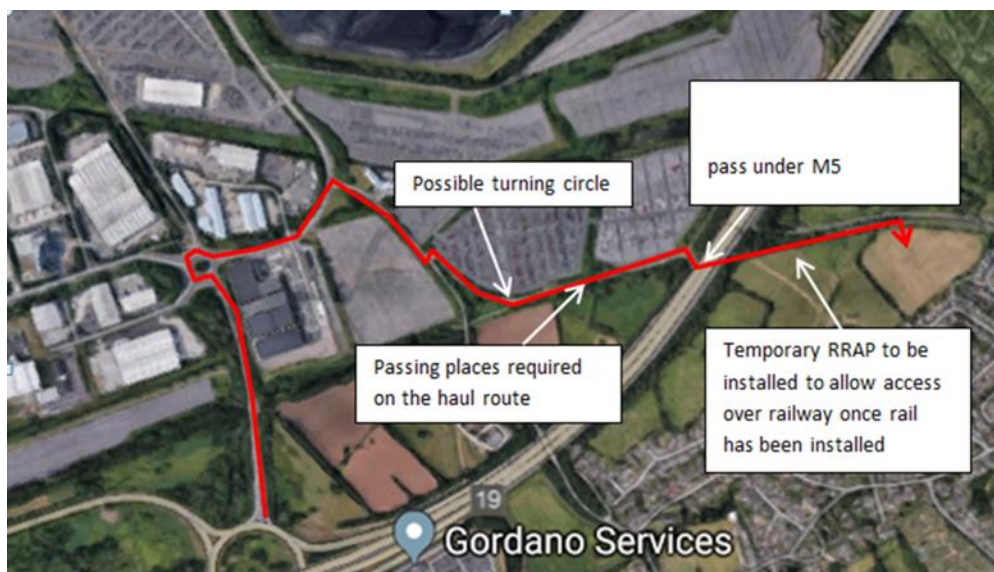 Possible turning circle
pass under M5
Passing places required
on the haul route
Temporary RRAP to be
installed to allow access
over railway once rail
has been installed
19
Gordano Services